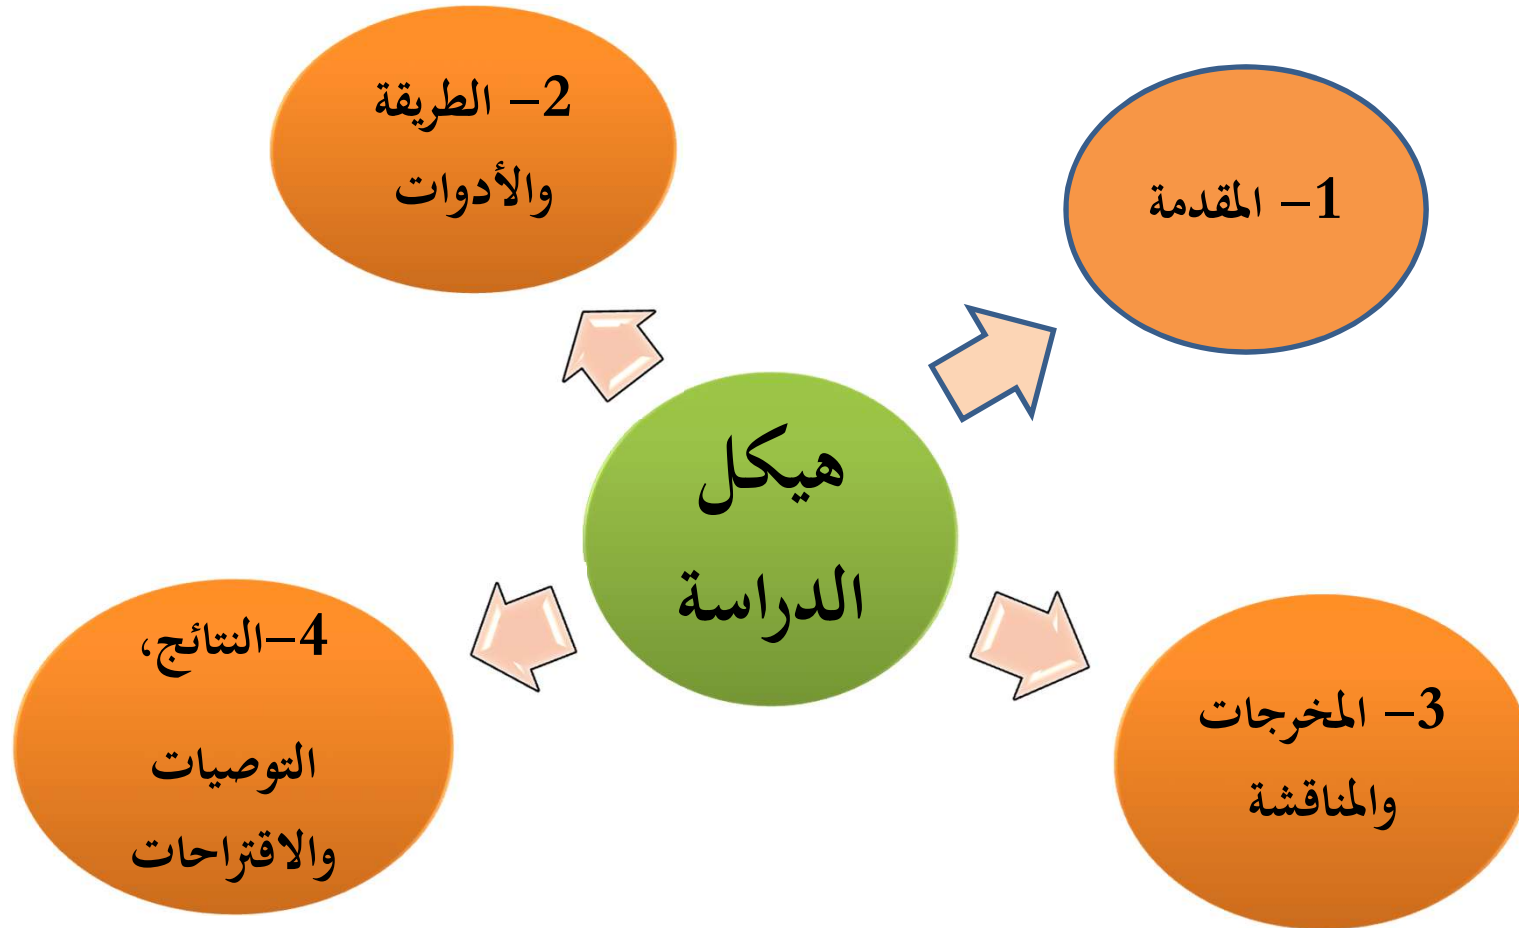 هيكل
الدراسة
1– المقدمة
2– الطريقة
والأدوات
3– المخرجات
والمناقشة
4–النتائج،
التوصيات
والاقتراحات